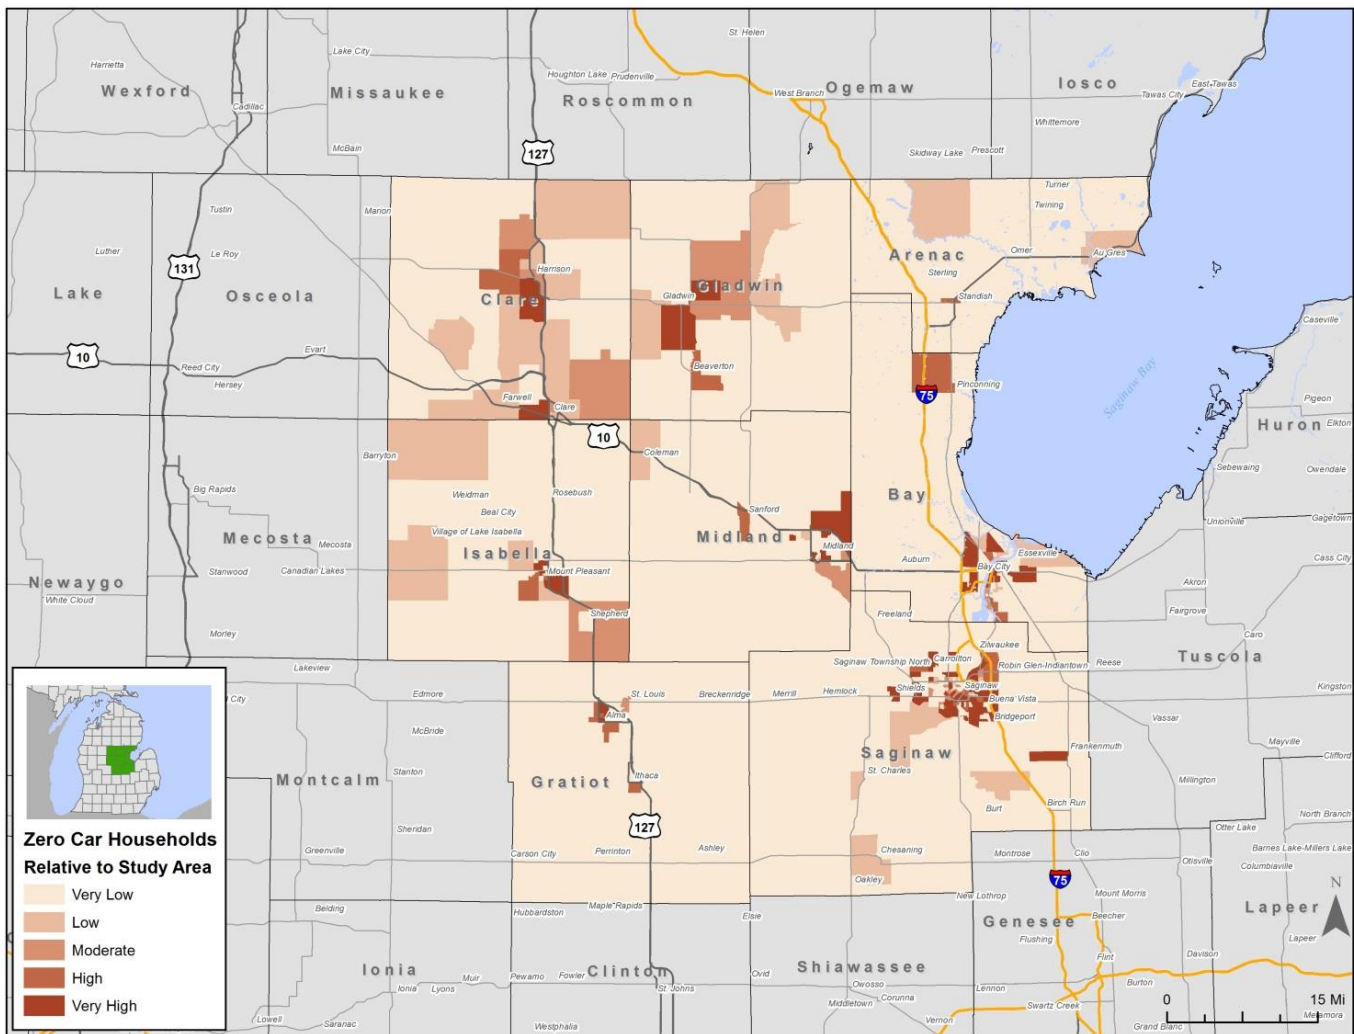 St. Helen
Lake City
Harrietta
Wexford
Missaukee
Houghton Lake
Prudenville
Roscommon
West Branch
Ogemaw
Iosco
East Tawas
Tawas City
Cadillac
Whittemore
McBain
127
Skidway Lake
Prescott
Turner
Twining
Marion
Tustin
Luther
Le Roy
131
Lake
Osceola
Harrison
Clare
Gladwin
Gladwin
Arenac
Omer
Sterling
Au Gres
Standish
Caseville
10
Evart
Reed City
Hersey
Beaverton
Pinconning
75
Saginaw Bay
Farwell
Clare
10
Pigeon
Huron
Elkton
Barryton
Coleman
Sebewaing
Owendale
Big Rapids
Weidman
Rosebush
Beal City
Bay
Sanford
Unionville
Gagetown
Mecosta
Mecosta
Village of Lake Isabella
Isabella
Midland
Midland
Auburn
Essexville
Bay City
Cass City
Newaygo
White Cloud
Stanwood
Canadian Lakes
Mount Pleasant
Akron
Fairgrove
Shepherd
Freeland
Morley
Zilwaukee
Caro
Tuscola
Lakeview
Saginaw Township North
Carrollton
Robin Glen-Indiantown
Reese
Edmore
St. Louis
Breckenridge
Merrill
Hemlock
Shields
Saginaw
Buena Vista
Kingston
Alma
Bridgeport
Vassar
McBride
Saginaw
Frankenmuth
Mayville
Clifford
Montcalm
Stanton
Gratiot
Ithaca
St. Charles
Millington
Burt
Birch Run
127
North Branch
Sheridan
Otter Lake
Greenville
Carson City
Perrinton
Ashley
Chesaning
Montrose
Clio
Otisville
Barnes Lake-Millers Lake
Columbiaville
Oakley
75
New Lothrop
Mount Morris
Belding
Hubbardston
Maple Rapids
Elsie
Genesee
Beecher
Lapeer
Flushing
Lapeer
Ionia
Muir
Pewamo
Fowler
Clinton
Ovid
Shiawassee
Flint
Davison
Ionia
Lyons
St. Johns
Owosso
Corunna
Middletown
Lennon
Burton
Swartz Creek
Lowell
Saranac
Westphalia
Vernon
Grand Blanc
Zero Car Households
Relative to Study Area
Very Low
Low
Moderate
High
Very High
N
0
15 Mi